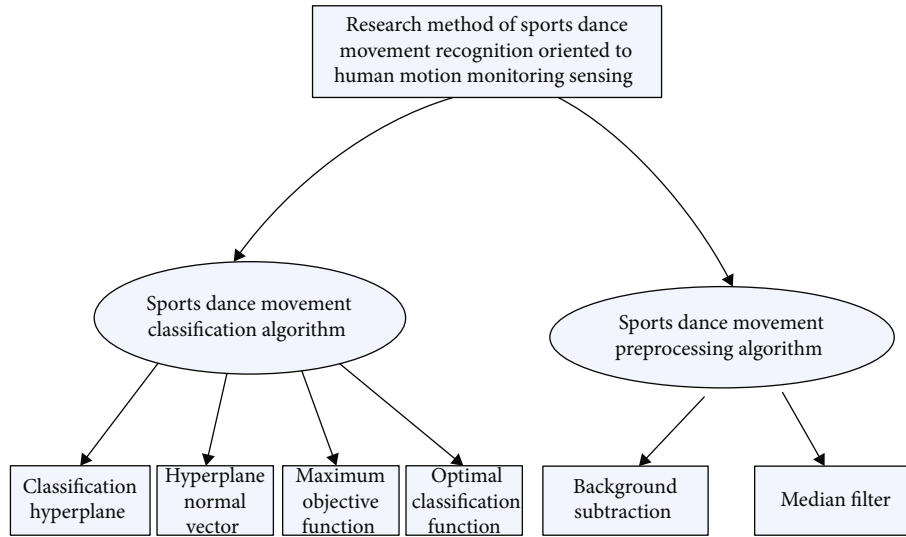 Research method of sports dance
movement recognition oriented to
human motion monitoring sensing
Sports dance movement
classification algorithm
Sports dance movement
preprocessing algorithm
Classification
hyperplane
Hyperplane
normal
vector
Maximum
objective
function
Optimal
classification
function
Background
subtraction
Median filter